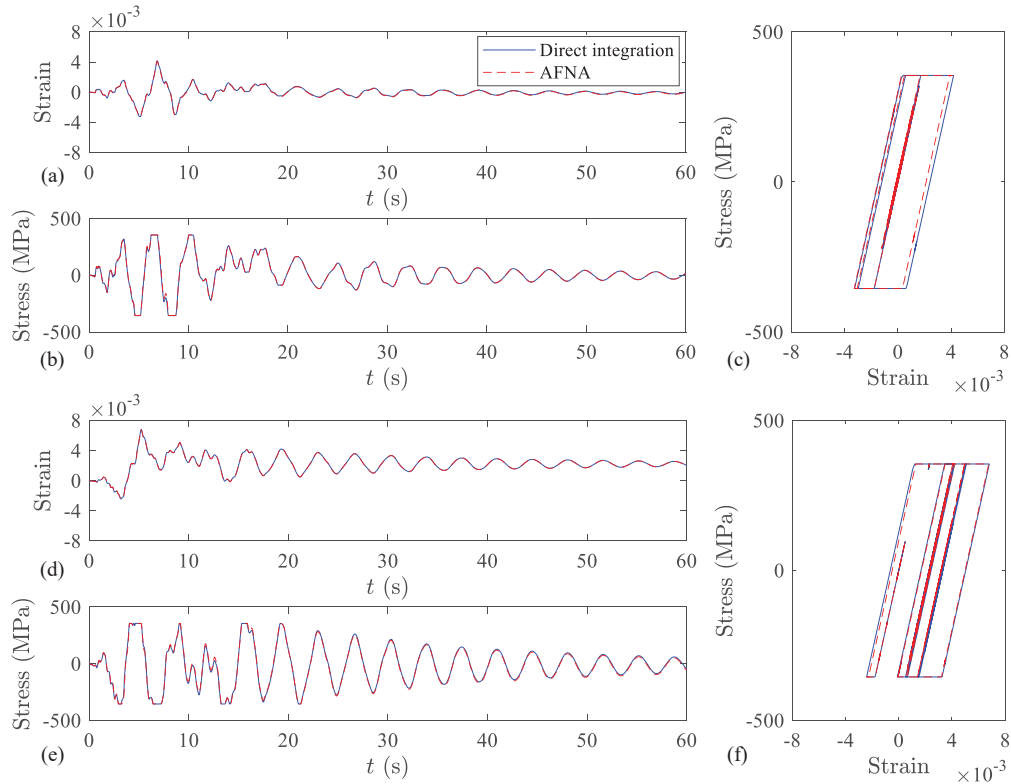 ×10⁻³
8
4
0
-4
-8
Strain
0 10 20 30 40 50 60
t (s)
(a)
Direct integration
AFNA
500
0
-500
Stress (MPa)
0 10 20 30 40 50 60
t (s)
(b)
500
0
-500
Stress (MPa)
-8 -4 0 4 8
Strain
×10⁻³
(c)
×10⁻³
8
4
0
-4
-8
Strain
0 10 20 30 40 50 60
t (s)
(d)
500
0
-500
Stress (MPa)
0 10 20 30 40 50 60
t (s)
(e)
500
0
-500
Stress (MPa)
-8 -4 0 4 8
Strain
×10⁻³
(f)